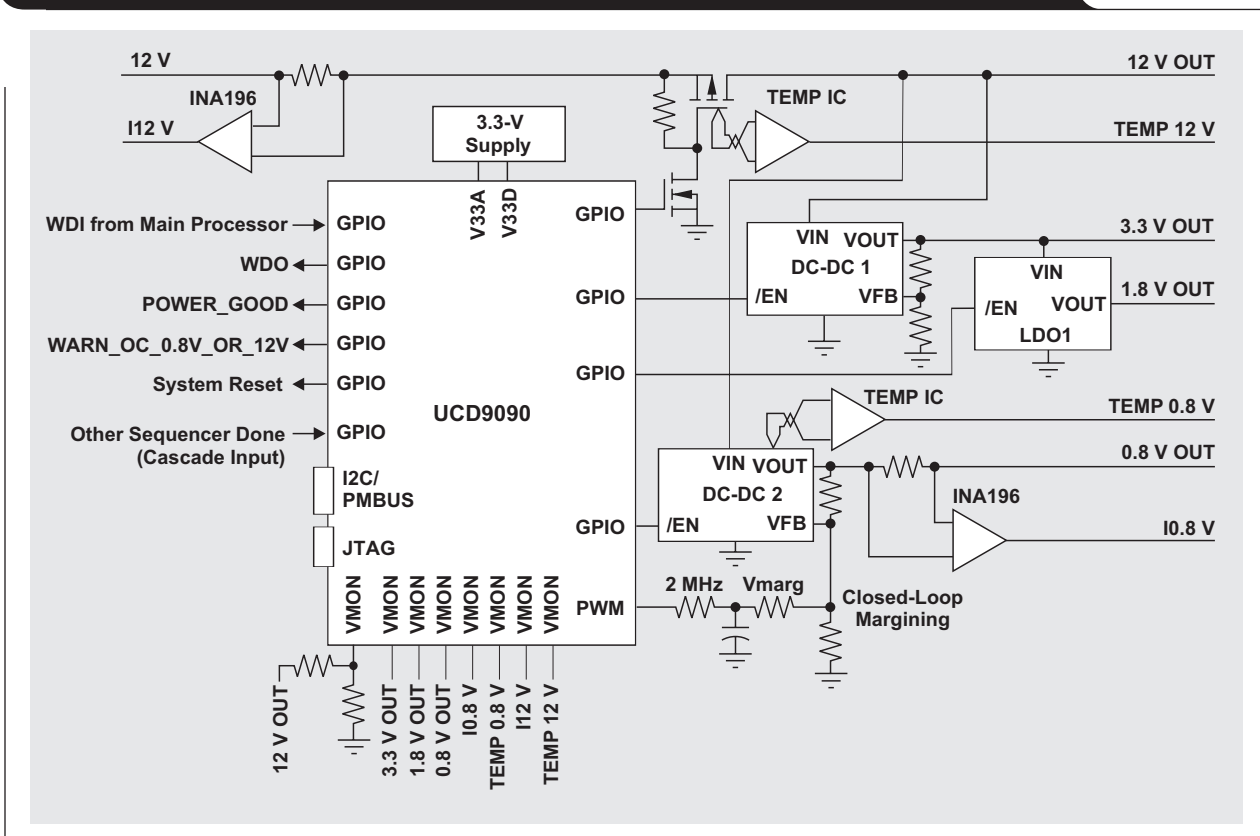 12 V
12 V OUT
INA196
TEMP IC
I12 V
3.3-V
Supply
TEMP 12 V
V33A
V33D
WDI from Main Processor
GPIO
GPIO
VIN
VOUT
3.3 V OUT
WDO
GPIO
DC-DC 1
VIN
POWER_GOOD
GPIO
GPIO
/EN
VFB
1.8 V OUT
/EN
VOUT
LDO1
WARN_OC_0.8V_OR_12V
GPIO
System Reset
GPIO
GPIO
UCD9090
TEMP IC
TEMP 0.8 V
Other Sequencer Done
(Cascade Input)
GPIO
0.8 V OUT
VIN
VOUT
DC-DC 2
I2C/
PMBUS
INA196
GPIO
/EN
VFB
I0.8 V
JTAG
2 MHz
Vmarg
Closed-Loop
Margining
PWM
VMON
VMON
VMON
VMON
VMON
VMON
VMON
VMON
12 V OUT
3.3 V OUT
1.8 V OUT
0.8 V OUT
I0.8 V
TEMP 0.8 V
I12 V
TEMP 12 V